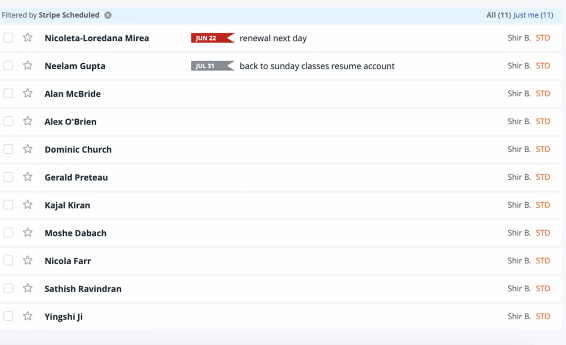 Filtered by Stripe Scheduled All (11) Just me (11)
Nicoleta-Loredana Mirea JUN 22 renewal next day Shir B. STD
Neelam Gupta JUL 31 back to sunday classes resume account Shir B. STD
Alan McBride Shir B. STD
Alex O'Brien Shir B. STD
Dominic Church Shir B. STD
Gerald Preteau Shir B. STD
Kajal Kiran Shir B. STD
Moshe Dabach Shir B. STD
Nicola Farr Shir B. STD
Sathish Ravindran Shir B. STD
Yingshi Ji Shir B. STD